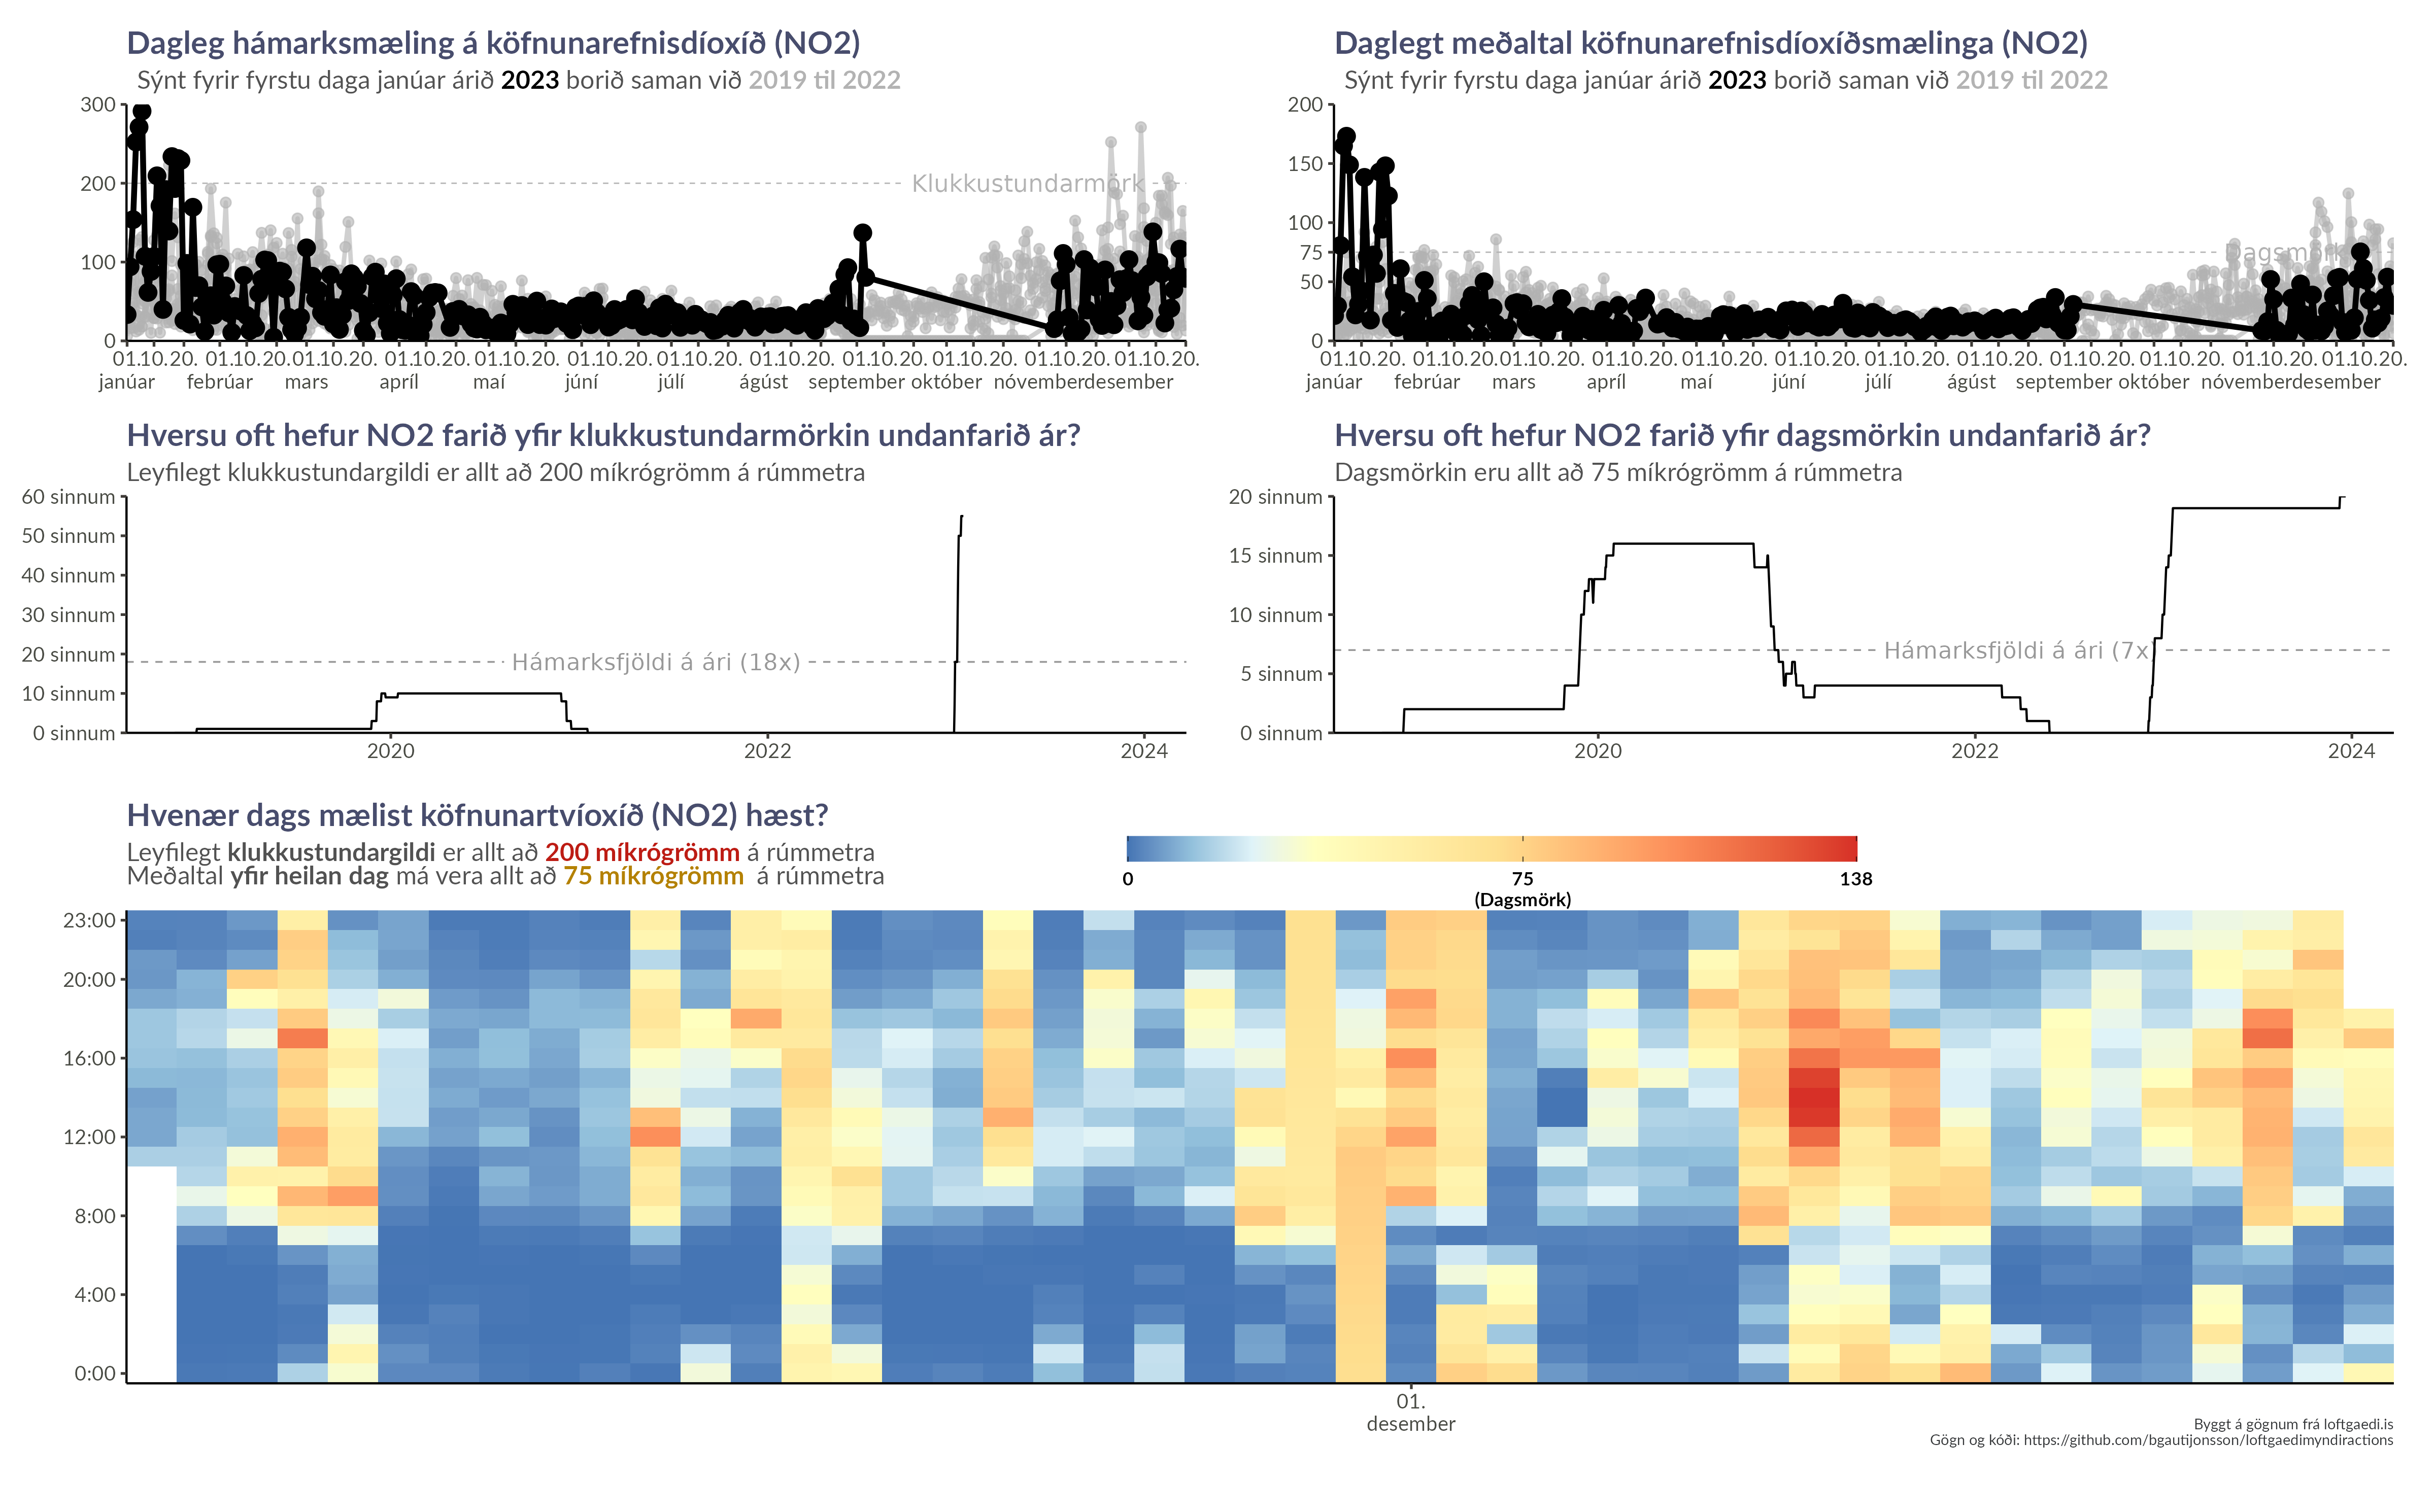 Dagleg hámarksmæling á köfnunarefnisdíoxíð (NO2)
Sýnt fyrir fyrstu daga janúar árið 2023 borið saman við 2019 til 2022
300
200
100
0
Klukkustundarmörk
01.10.20. 01.10.20. 01.10.20. 01.10.20. 01.10.20. 01.10.20. 01.10.20. 01.10.20. 01.10.20. 01.10.20. 01.10.20. 01.10.20.
janúar febrúar mars apríl maí júní júlí ágúst september október nóvember desember
Daglegt meðaltal köfnunarefnisdíoxíðsmælinga (NO2)
Sýnt fyrir fyrstu daga janúar árið 2023 borið saman við 2019 til 2022
200
150
100
75
50
0
Dagsmörk
01.10.20. 01.10.20. 01.10.20. 01.10.20. 01.10.20. 01.10.20. 01.10.20. 01.10.20. 01.10.20. 01.10.20. 01.10.20. 01.10.20.
janúar febrúar mars apríl maí júní júlí ágúst september október nóvember desember
Hversu oft hefur NO2 farið yfir klukkustundarmörkin undanfarið ár?
Leyfilegt klukkustundargildi er allt að 200 míkrógrömm á rúmmetra
60 sinnum
50 sinnum
40 sinnum
30 sinnum
20 sinnum
10 sinnum
0 sinnum
Hámarksfjöldi á ári (18x)
2020 2022 2024
Hversu oft hefur NO2 farið yfir dagsmörkin undanfarið ár?
Dagsmörkin eru allt að 75 míkrógrömm á rúmmetra
20 sinnum
15 sinnum
10 sinnum
5 sinnum
0 sinnum
Hámarksfjöldi á ári (7x)
2020 2022 2024
Hvenær dags mælist köfnunartvíoxíð (NO2) hæst?
Leyfilegt klukkustundargildi er allt að 200 míkrógrömm á rúmmetra
Meðaltal yfir heilan dag má vera allt að 75 míkrógrömm á rúmmetra
0 75 138
(Dagsmörk)
23:00
20:00
16:00
12:00
8:00
4:00
0:00
01.
desember
Byggt á gögnum frá loftgaedi.is
Gögn og kóði: https://github.com/bgautijonsson/loftgaedimyndiractions